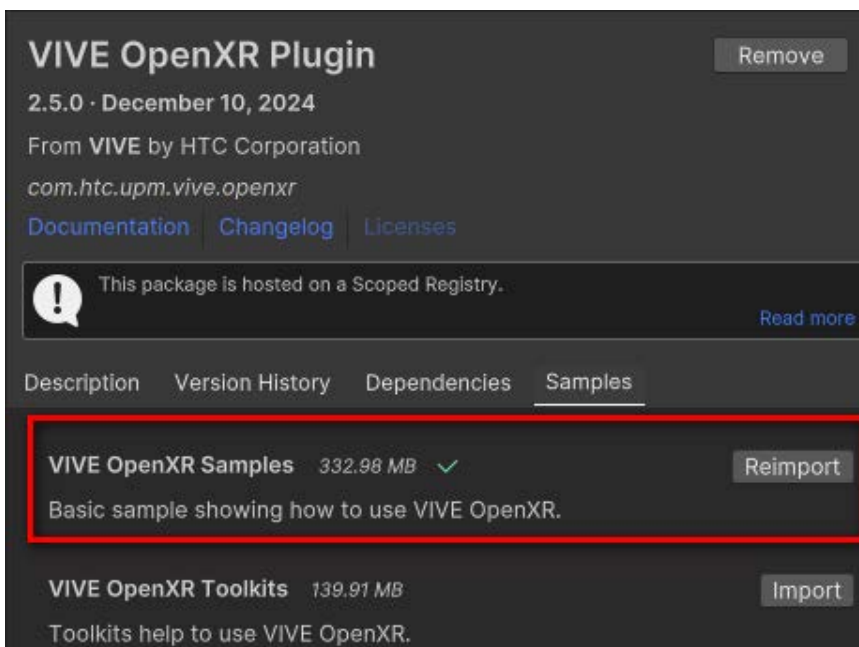 VIVE OpenXR Plugin
Remove
2.5.0 · December 10, 2024
From VIVE by HTC Corporation
com.htc.upm.vive.openxr
Documentation Changelog Licenses
This package is hosted on a Scoped Registry.
Read more
Description Version History Dependencies Samples
VIVE OpenXR Samples 332.98 MB Reimport
Basic sample showing how to use VIVE OpenXR.
VIVE OpenXR Toolkits 139.91 MB Import
Toolkits help to use VIVE OpenXR.